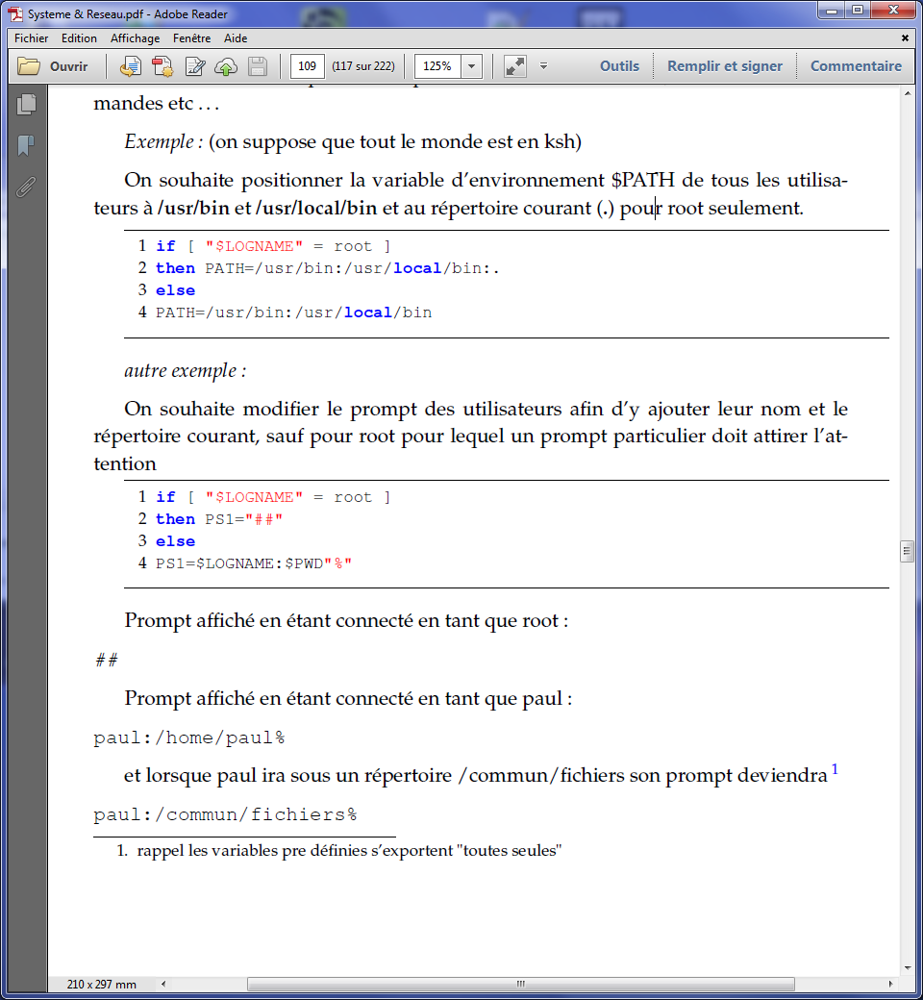 Systeme & Reseau.pdf - Adobe Reader
Fichier Edition Affichage Fenêtre Aide
Ouvrir 109 (117 sur 222) 125% Outils Remplir et signer Commentaire
mandes etc . . .
Exemple : (on suppose que tout le monde est en ksh)
On souhaite positionner la variable d'environnement $PATH de tous les utilisa-
teurs à /usr/bin et /usr/local/bin et au répertoire courant (.) pour root seulement.
1 if [ "$LOGNAME" = root ]
2 then PATH=/usr/bin:/usr/local/bin:.
3 else
4 PATH=/usr/bin:/usr/local/bin
autre exemple :
On souhaite modifier le prompt des utilisateurs afin d'y ajouter leur nom et le
répertoire courant, sauf pour root pour lequel un prompt particulier doit attirer l'at-
tention
1 if [ "$LOGNAME" = root ]
2 then PS1="##"
3 else
4 PS1=$LOGNAME:$PWD"%"
Prompt affiché en étant connecté en tant que root :
##
Prompt affiché en étant connecté en tant que paul :
paul:/home/paul%
et lorsque paul ira sous un répertoire /commun/fichiers son prompt deviendra 1
paul:/commun/fichiers%
1. rappel les variables pre définies s'exportent "toutes seules"
210 x 297 mm